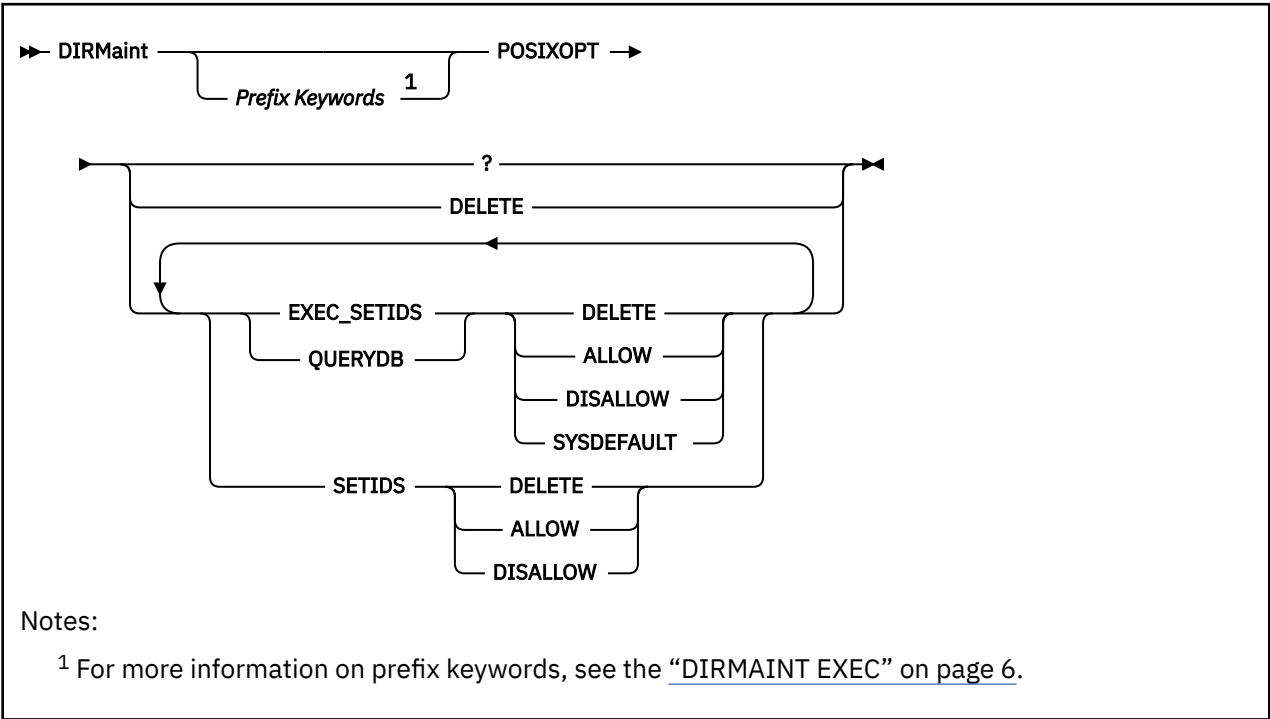 DIRMaint Prefix Keywords 1 POSIXOPT
?
DELETE
EXEC_SETIDS DELETE
QUERYDB ALLOW
DISALLOW
SYSDEFAULT
SETIDS DELETE
ALLOW
DISALLOW
Notes:
1 For more information on prefix keywords, see the “DIRMAINT EXEC” on page 6.